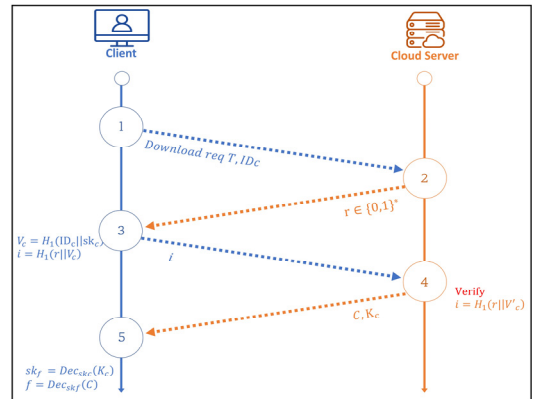 Client
Cloud Server
1
Download req T, IDc
2
r ∈ {0,1}*
3
V_c = H_1(ID_c||sk_c)
i = H_1(r||V_c)
i
4
Verify
i = H_1(r||V'_c)
C, K_c
5
sk_f = Dec_skc(K_c)
f = Dec_skf(C)